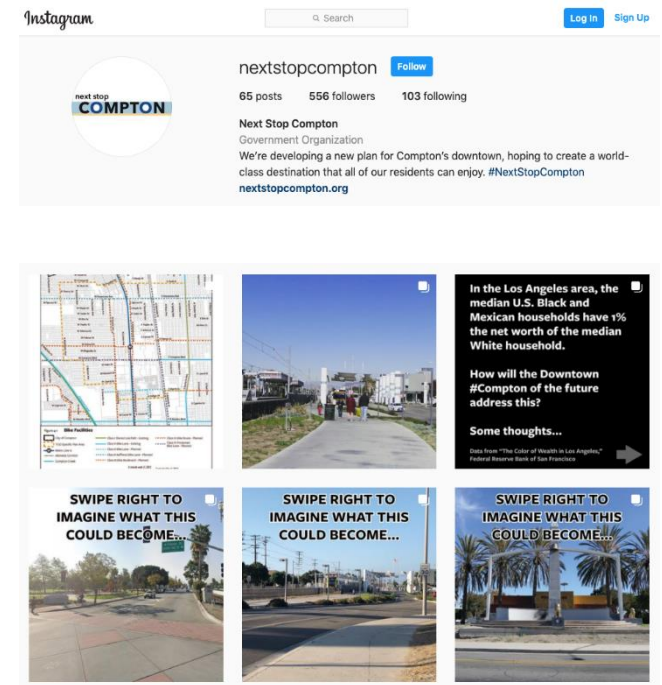 Instagram
Search
Log In Sign Up
next stop
COMPTON
nextstopcompton Follow
65 posts 556 followers 103 following
Next Stop Compton
Government Organization
We're developing a new plan for Compton's downtown, hoping to create a world-
class destination that all of our residents can enjoy. #NextStopCompton
nextstopcompton.org
Bike Facilities
In the Los Angeles area, the
median U.S. Black and
Mexican households have 1%
the net worth of the median
White household.
How will the Downtown
#Compton of the future
address this?
Some thoughts...
Data from "The Color of Wealth in Los Angeles,"
Federal Reserve Bank of San Francisco
SWIPE RIGHT TO
IMAGINE WHAT THIS
COULD BECOME...
SWIPE RIGHT TO
IMAGINE WHAT THIS
COULD BECOME...
SWIPE RIGHT TO
IMAGINE WHAT THIS
COULD BECOME...